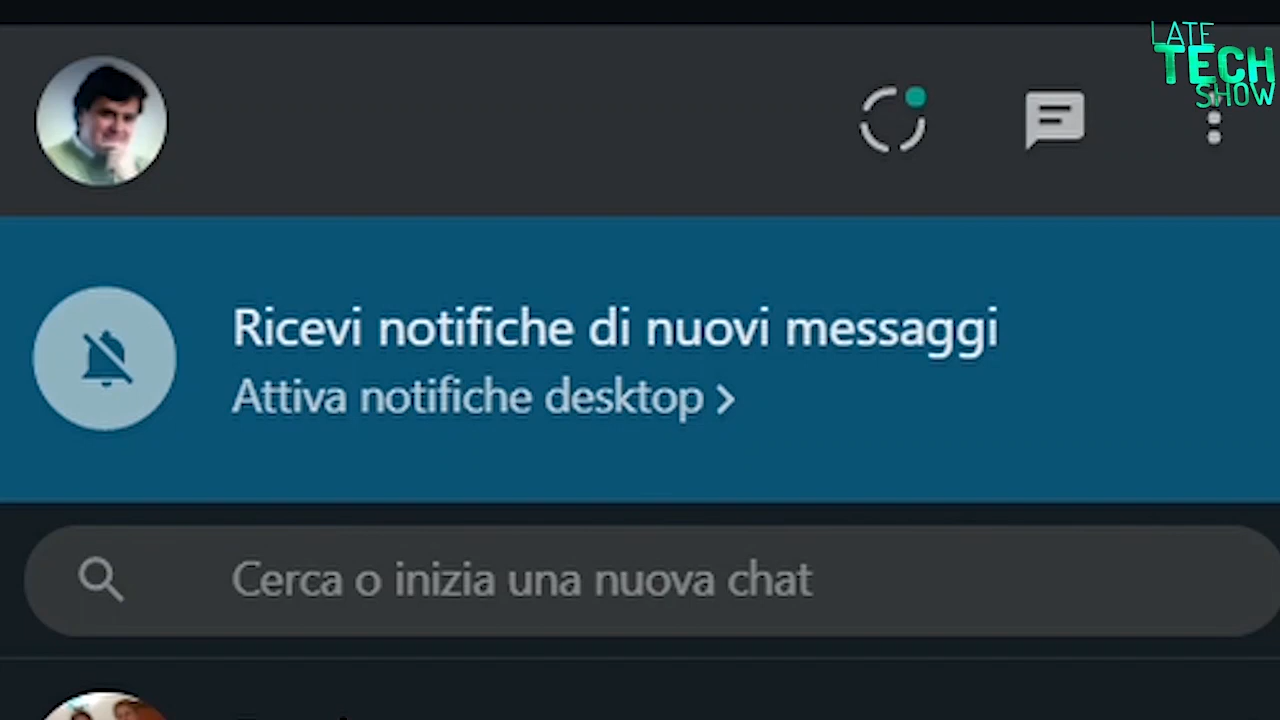 LATE
TECH
SHOW
Ricevi notifiche di nuovi messaggi
Attiva notifiche desktop >
Cerca o inizia una nuova chat